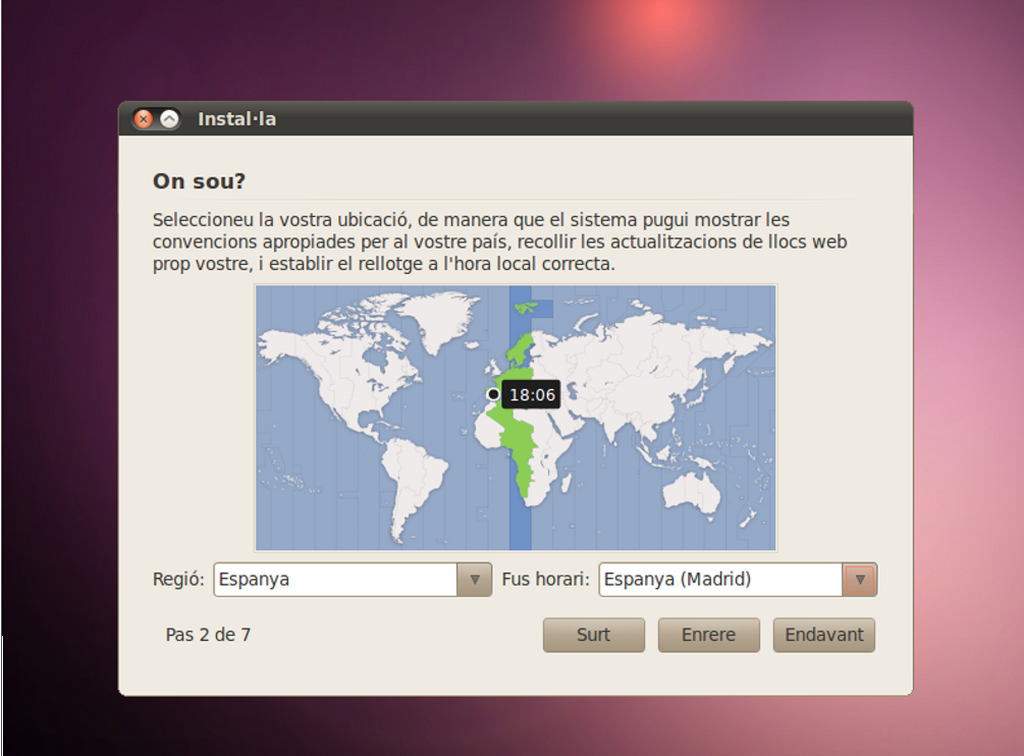 Instal·la
On sou?
Seleccioneu la vostra ubicació, de manera que el sistema pugui mostrar les
convencions apropiades per al vostre país, recollir les actualitzacions de llocs web
prop vostre, i establir el rellotge a l'hora local correcta.
18:06
Regió: Espanya Fus horari: Espanya (Madrid)
Pas 2 de 7 Surt Enrere Endavant